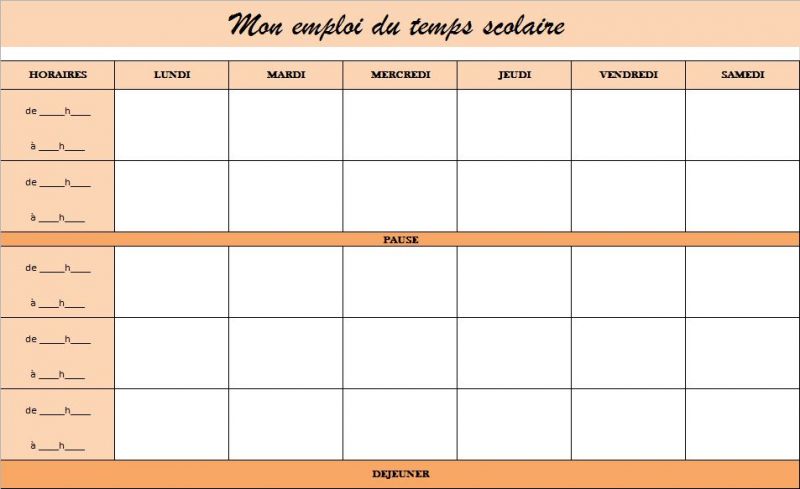 Mon emploi du temps scolaire
HORAIRES LUNDI MARDI MERCREDI JEUDI VENDREDI SAMEDI
de ____h____
à ____h____
de ____h____
à ____h____
PAUSE
de ____h____
à ____h____
de ____h____
à ____h____
de ____h____
à ____h____
DEJEUNER